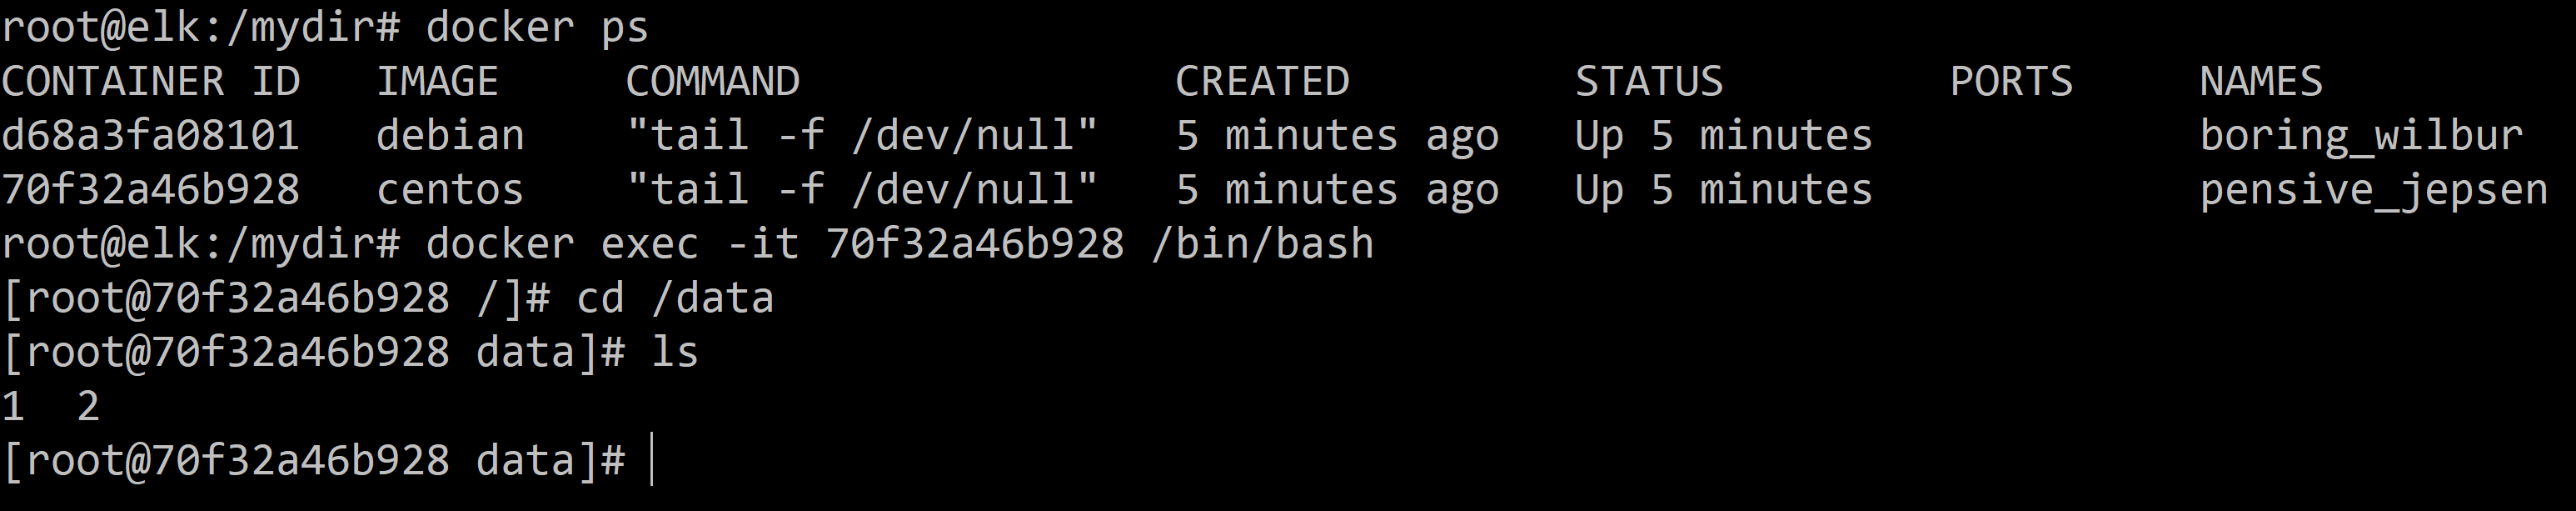 root@elk:/mydir# docker ps
CONTAINER ID   IMAGE     COMMAND               CREATED         STATUS         PORTS     NAMES
d68a3fa08101   debian    "tail -f /dev/null"   5 minutes ago   Up 5 minutes             boring_wilbur
70f32a46b928   centos    "tail -f /dev/null"   5 minutes ago   Up 5 minutes             pensive_jepsen
root@elk:/mydir# docker exec -it 70f32a46b928 /bin/bash
[root@70f32a46b928 /]# cd /data
[root@70f32a46b928 data]# ls
1  2
[root@70f32a46b928 data]#